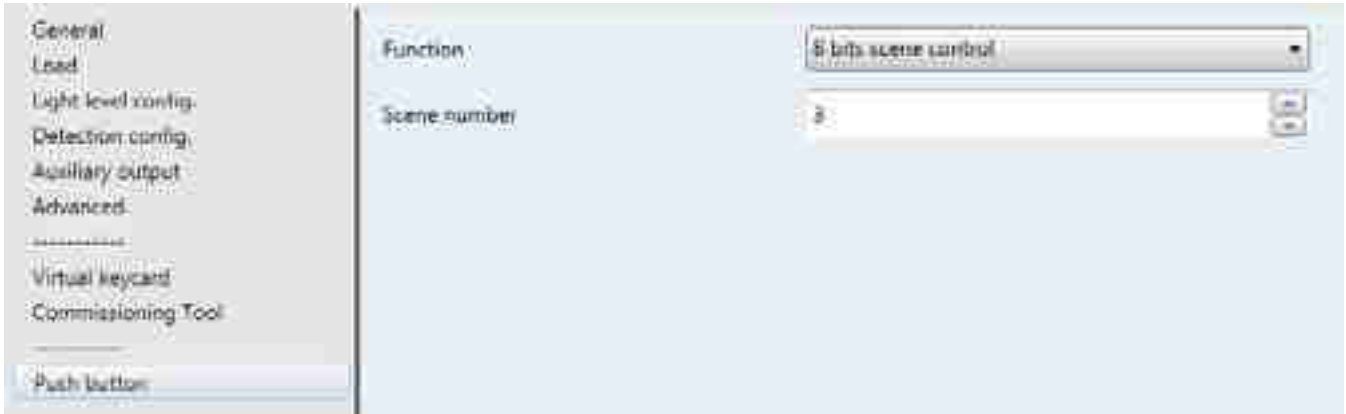 General
Load
Light level config.
Detection config.
Auxiliary output
Advanced
-----------
Virtual keycard
Commissioning Tool
-----------
Push button
Function
bits scene control
Scene number
3